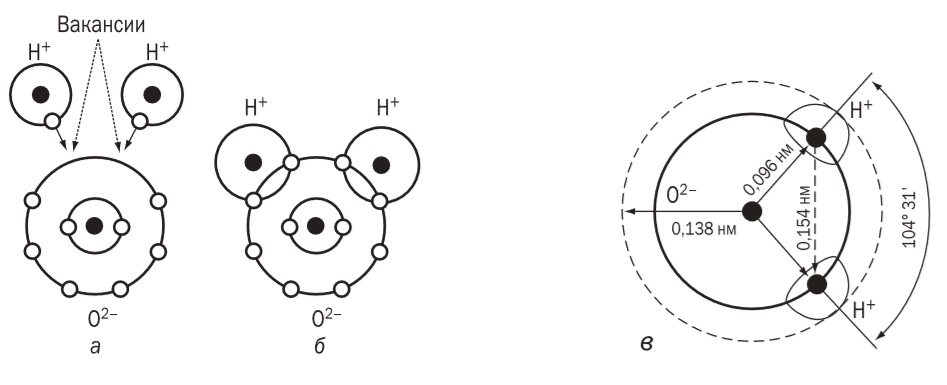 Вакансии
H⁺
H⁺
O²⁻
а
H⁺
H⁺
O²⁻
б
H⁺
0,096 нм
O²⁻
0,138 нм
0,154 нм
104° 31'
H⁺
в